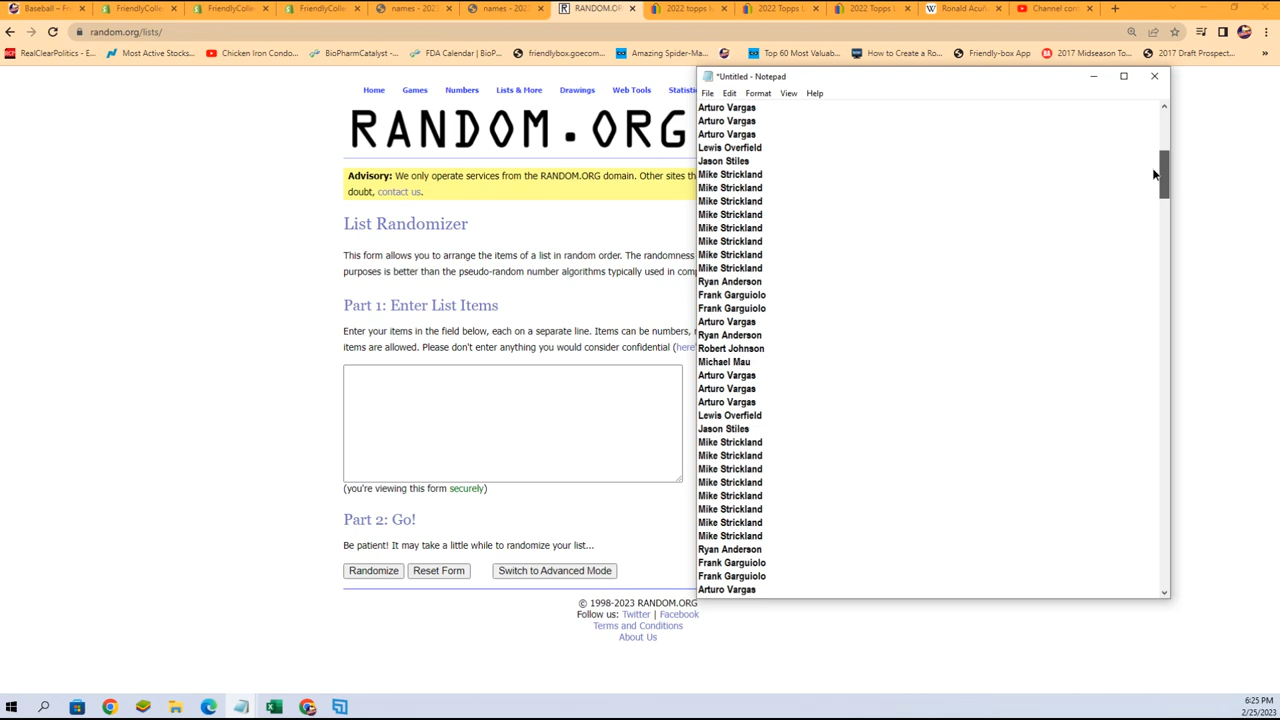 Baseball – Fr
FriendlyCollec
FriendlyCollec
FriendlyCollec
names - 202
names - 202
RANDOM.OR
2022 topps
2022 Topps L
2022 Topps L
Ronald Acuñ
Channel con
random.org/lists/
RealClearPolitics - E...
Most Active Stocks...
Chicken Iron Condo...
BioPharmCatalyst -...
FDA Calendar | BioP...
friendlybox.goecom...
Amazing Spider-Ma...
Top 60 Most Valuab...
How to Create a Ro...
Friendly-box App
2017 Midseason To...
2017 Draft Prospect...
Home Games Numbers Lists & More Drawings Web Tools Statisti
RANDOM.ORG
Advisory: We only operate services from the RANDOM.ORG domain. Other sites tha
doubt, contact us.
List Randomizer
This form allows you to arrange the items of a list in random order. The randomness
purposes is better than the pseudo-random number algorithms typically used in comp
Part 1: Enter List Items
Enter your items in the field below, each on a separate line. Items can be numbers,
items are allowed. Please don't enter anything you would consider confidential (here'
(you're viewing this form securely)
Part 2: Go!
Be patient! It may take a little while to randomize your list...
Randomize Reset Form Switch to Advanced Mode
© 1998-2023 RANDOM.ORG
Follow us: Twitter | Facebook
Terms and Conditions
About Us
*Untitled - Notepad
File Edit Format View Help
Arturo Vargas
Arturo Vargas
Arturo Vargas
Lewis Overfield
Jason Stiles
Mike Strickland
Mike Strickland
Mike Strickland
Mike Strickland
Mike Strickland
Mike Strickland
Mike Strickland
Mike Strickland
Ryan Anderson
Frank Garguiolo
Frank Garguiolo
Arturo Vargas
Ryan Anderson
Robert Johnson
Michael Mau
Arturo Vargas
Arturo Vargas
Arturo Vargas
Lewis Overfield
Jason Stiles
Mike Strickland
Mike Strickland
Mike Strickland
Mike Strickland
Mike Strickland
Mike Strickland
Mike Strickland
Mike Strickland
Ryan Anderson
Frank Garguiolo
Frank Garguiolo
Arturo Vargas
6:25 PM
2/25/2023